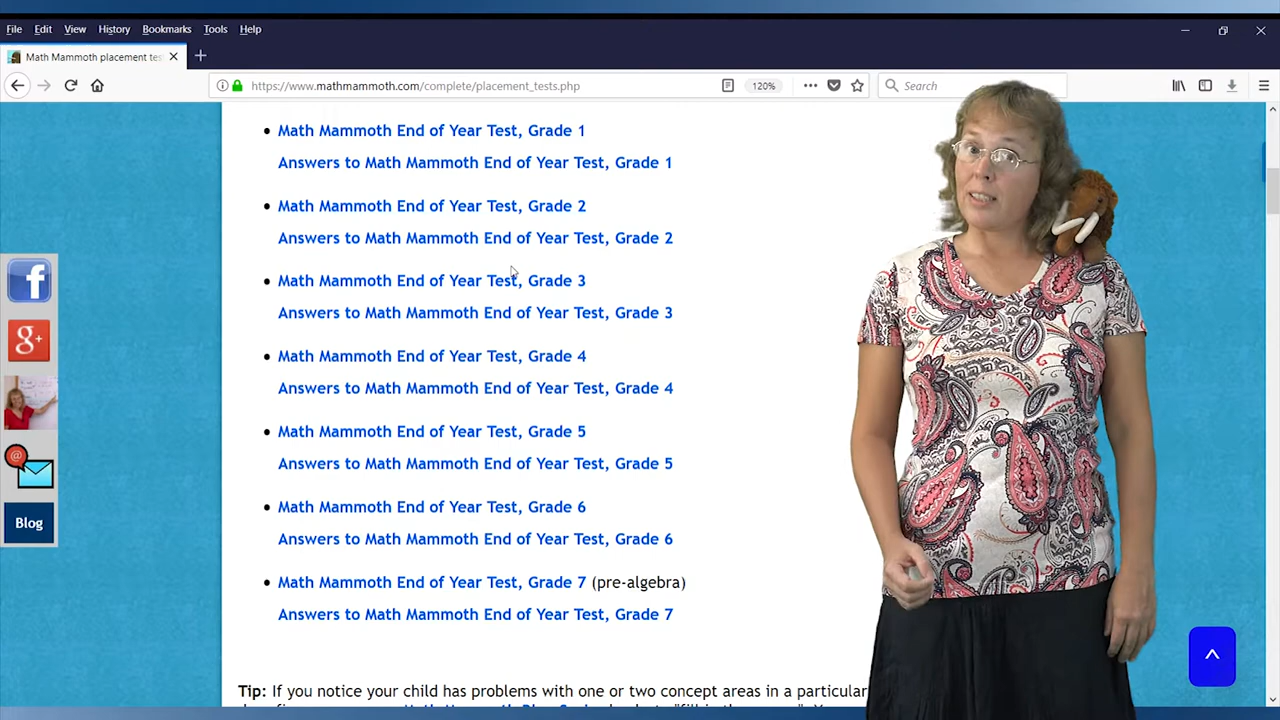 File Edit View History Bookmarks Tools Help
Math Mammoth placement tes
https://www.mathmammoth.com/complete/placement_tests.php 120% Search
Math Mammoth End of Year Test, Grade 1
Answers to Math Mammoth End of Year Test, Grade 1
Math Mammoth End of Year Test, Grade 2
Answers to Math Mammoth End of Year Test, Grade 2
Math Mammoth End of Year Test, Grade 3
Answers to Math Mammoth End of Year Test, Grade 3
Math Mammoth End of Year Test, Grade 4
Answers to Math Mammoth End of Year Test, Grade 4
Math Mammoth End of Year Test, Grade 5
Answers to Math Mammoth End of Year Test, Grade 5
Math Mammoth End of Year Test, Grade 6
Answers to Math Mammoth End of Year Test, Grade 6
Math Mammoth End of Year Test, Grade 7 (pre-algebra)
Answers to Math Mammoth End of Year Test, Grade 7
f
g+
@
Blog
Tip: If you notice your child has problems with one or two concept areas in a particular